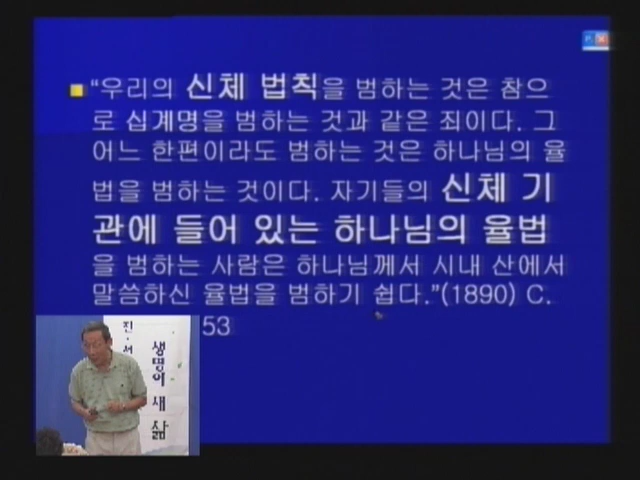 “우리의 신체 법칙을 범하는 것은 참으
로 십계명을 범하는 것과 같은 죄이다. 그
어느 한편이라도 범하는 것은 하나님의 율
법을 범하는 것이다. 자기들의 신체 기
관에 들어 있는 하나님의 율법
을 범하는 사람은 하나님께서 시내 산에서
말씀하신 율법을 범하기 쉽다.”(1890) C.
53
진·서
생명이 새 삶